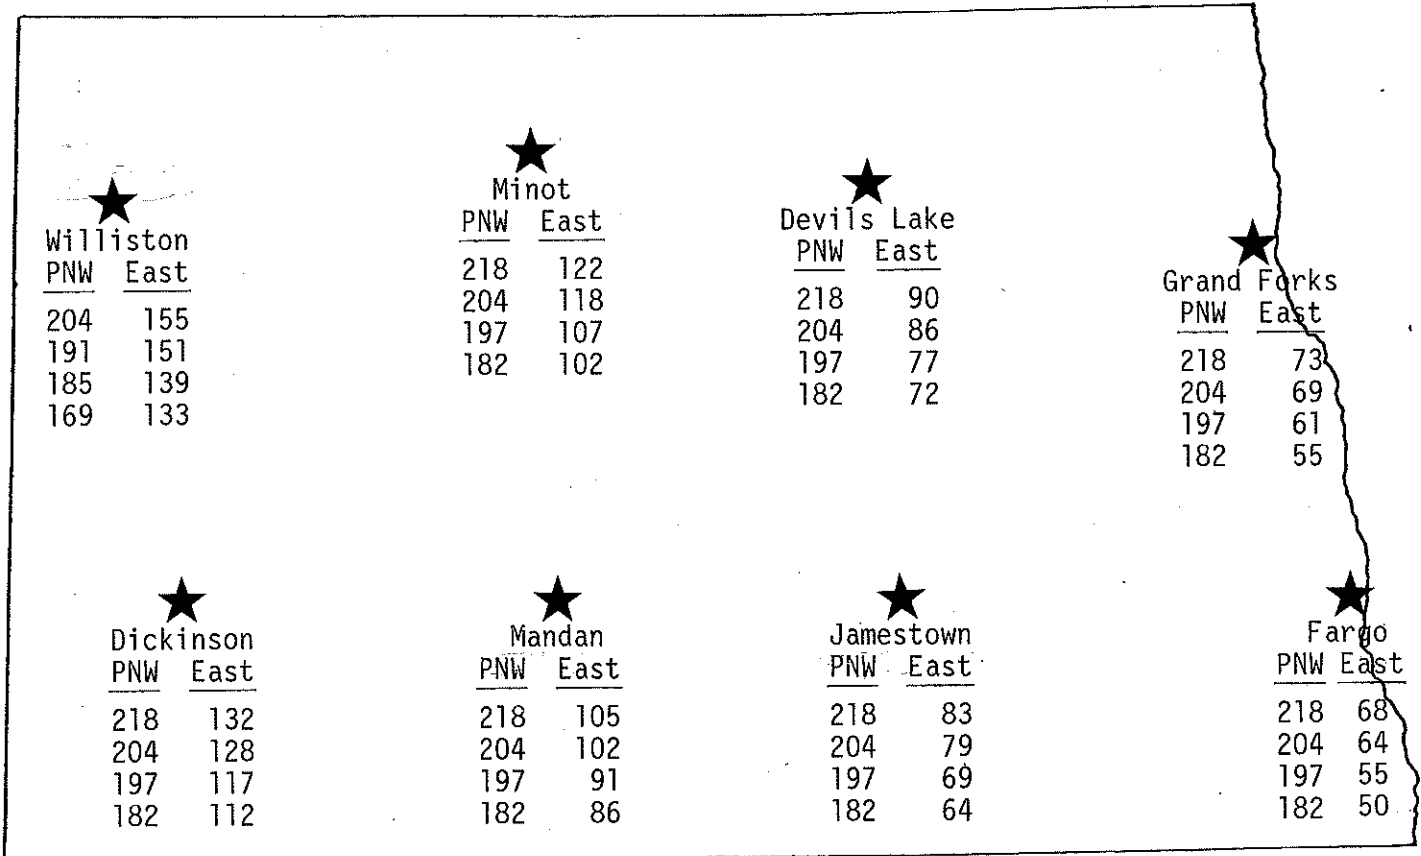 Minot
PNW East
218 122
204 118
197 107
182 102
Devils Lake
PNW East
218 90
204 86
197 77
182 72
Williston
PNW East
204 155
191 151
185 139
169 133
Grand Forks
PNW East
218 73
204 69
197 61
182 55
Dickinson
PNW East
218 132
204 128
197 117
182 112
Mandan
PNW East
218 105
204 102
197 91
182 86
Jamestown
PNW East
218 83
204 79
197 69
182 64
Fargo
PNW East
218 68
204 64
197 55
182 50